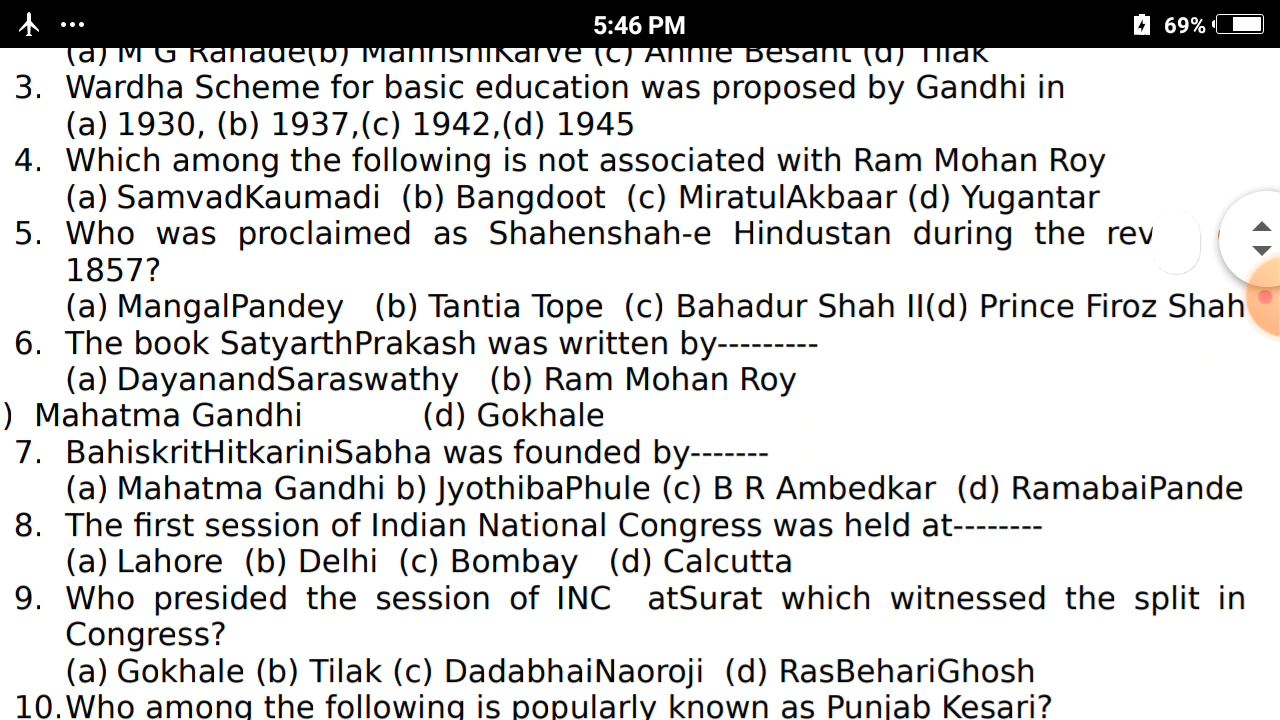 5:46 PM
69%
(a) M G Ranade(b) MahrishiKarve (c) Annie Besant (d) Tilak
3. Wardha Scheme for basic education was proposed by Gandhi in
(a) 1930, (b) 1937,(c) 1942,(d) 1945
4. Which among the following is not associated with Ram Mohan Roy
(a) SamvadKaumadi (b) Bangdoot (c) MiratulAkbaar (d) Yugantar
5. Who was proclaimed as Shahenshah-e Hindustan during the rev
1857?
(a) MangalPandey (b) Tantia Tope (c) Bahadur Shah II(d) Prince Firoz Shah
6. The book SatyarthPrakash was written by---------
(a) DayanandSaraswathy (b) Ram Mohan Roy
) Mahatma Gandhi (d) Gokhale
7. BahiskritHitkariniSabha was founded by-------
(a) Mahatma Gandhi b) JyothibaPhule (c) B R Ambedkar (d) RamabaiPande
8. The first session of Indian National Congress was held at--------
(a) Lahore (b) Delhi (c) Bombay (d) Calcutta
9. Who presided the session of INC atSurat which witnessed the split in
Congress?
(a) Gokhale (b) Tilak (c) DadabhaiNaoroji (d) RasBehariGhosh
10.Who among the following is popularly known as Punjab Kesari?